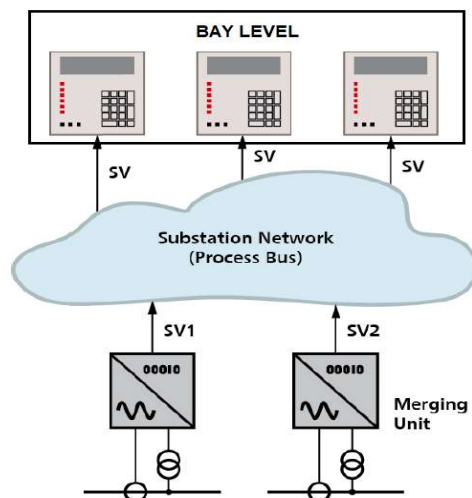 BAY LEVEL
SV
SV
SV
Substation Network
(Process Bus)
SV1
SV2
00010
00010
Merging
Unit